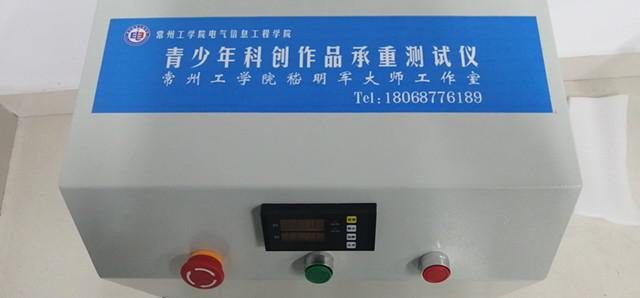 常州工学院电气信息工程学院
青少年科创作品承重测试仪
常州工学院嵇明军大师工作室
Tel:18068776189